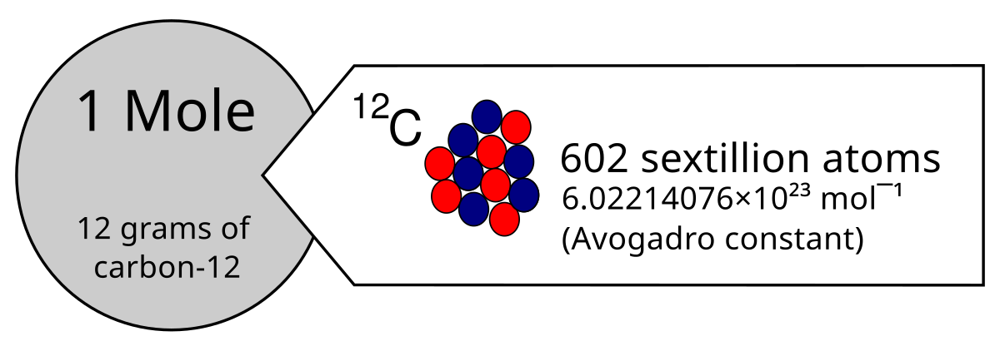 1 Mole
12 grams of
carbon-12
¹²C
602 sextillion atoms
6.02214076×10²³ mol¯¹
(Avogadro constant)